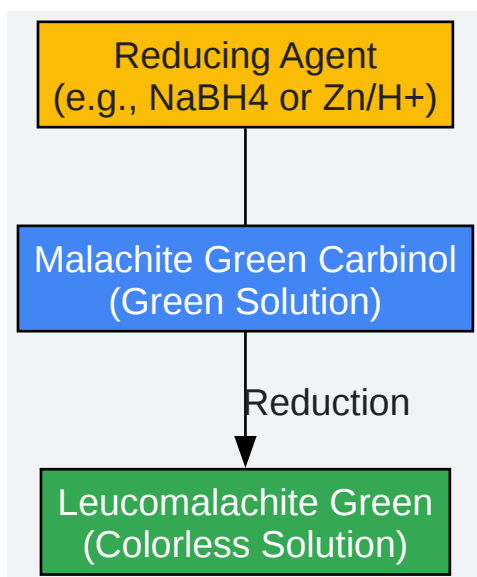 Reducing Agent
(e.g., NaBH4 or Zn/H+)
Malachite Green Carbinol
(Green Solution)
Reduction
Leucomalachite Green
(Colorless Solution)